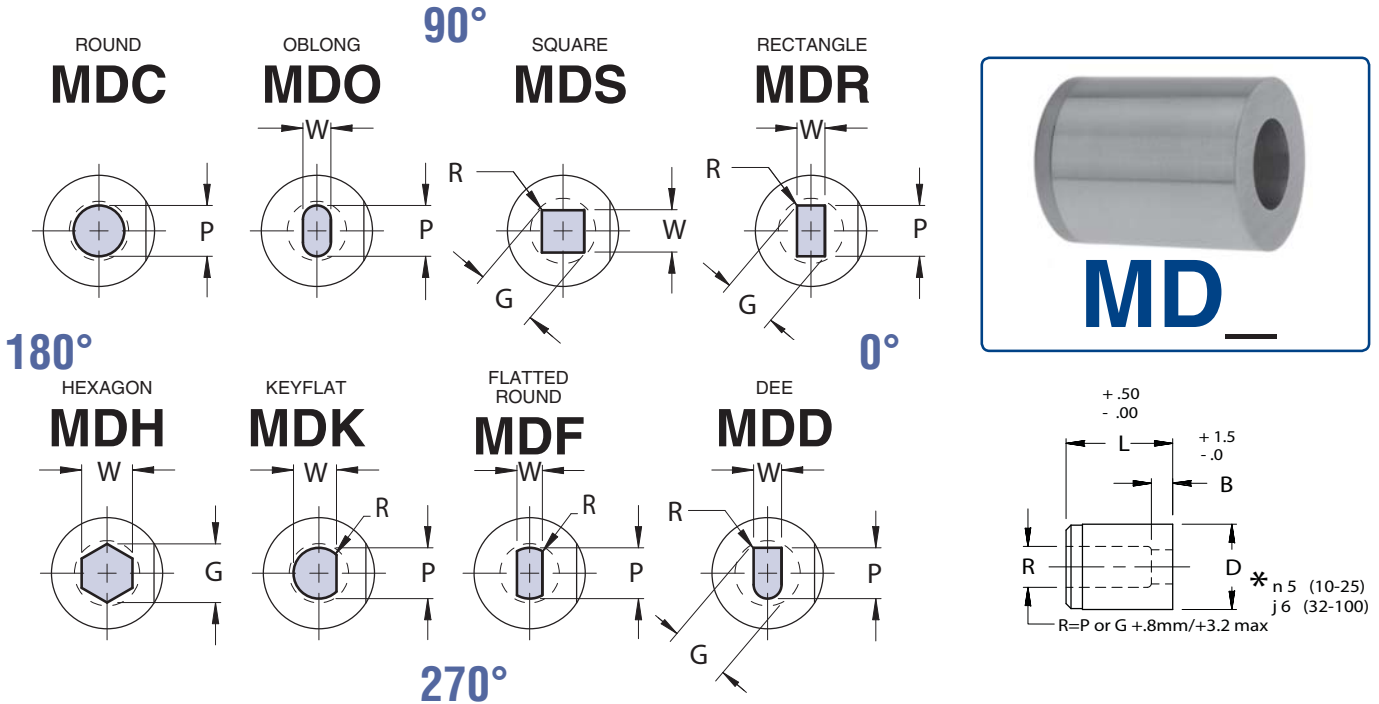 90°
ROUND
MDC
P
OBLONG
MDO
W
P
SQUARE
MDS
R
W
G
RECTANGLE
MDR
W
R
P
G
MD_
180°
0°
HEXAGON
MDH
W
G
KEYFLAT
MDK
W
R
P
FLATTED
ROUND
MDF
W
R
P
DEE
MDD
W
R
P
G
270°
+ .50
- .00
L
+ 1.5
- .0
B
R
D
* n 5 (10-25)
j 6 (32-100)
R=P or G +.8mm/+3.2 max